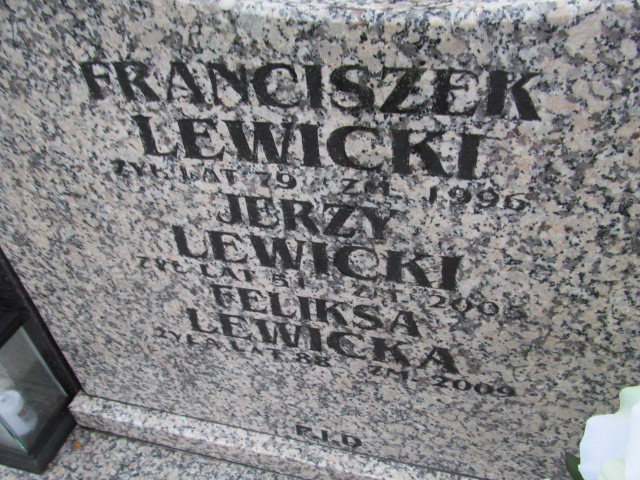 FRANCISZEK
LEWICKI
ŻYŁ LAT 79 ZM. 1996
JERZY
LEWICKI
ŻYŁ LAT 51 ZM. 2005
FELIKSA
LEWICKA
ŻYŁA LAT 88 ZM. 2009
P.J.D